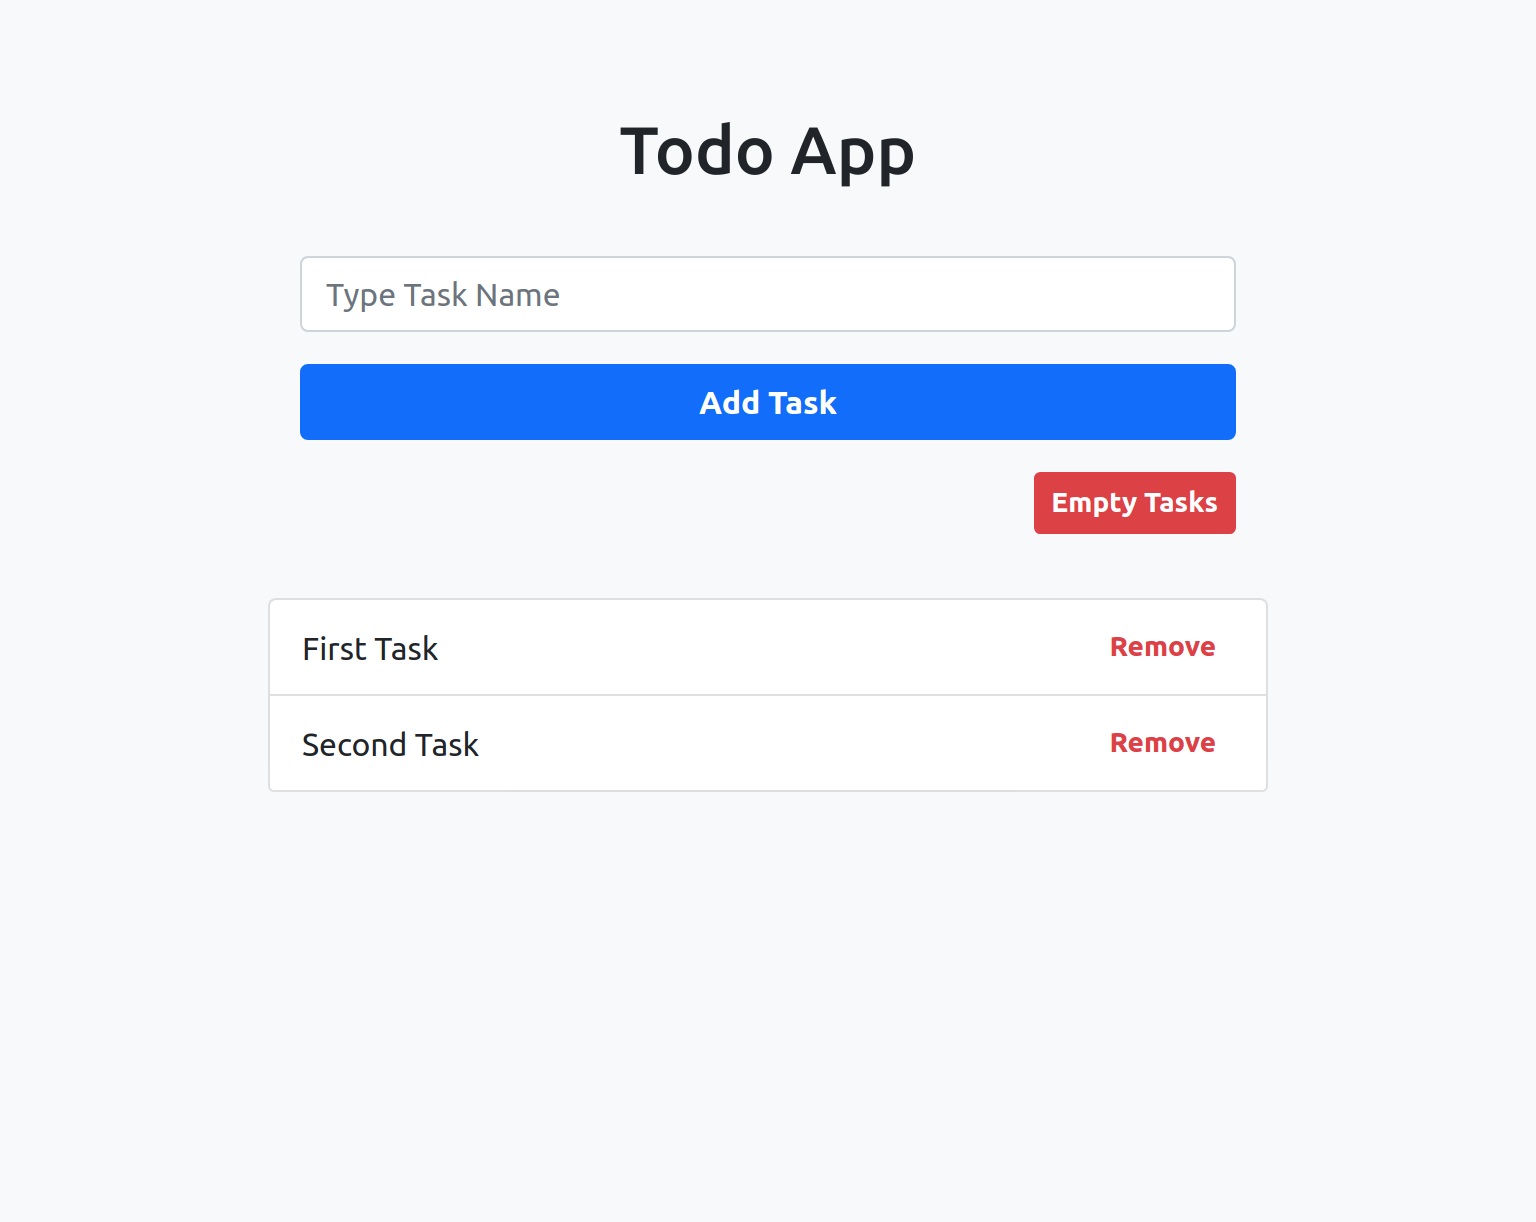 Todo App
Type Task Name
Add Task
Empty Tasks
First Task Remove
Second Task Remove